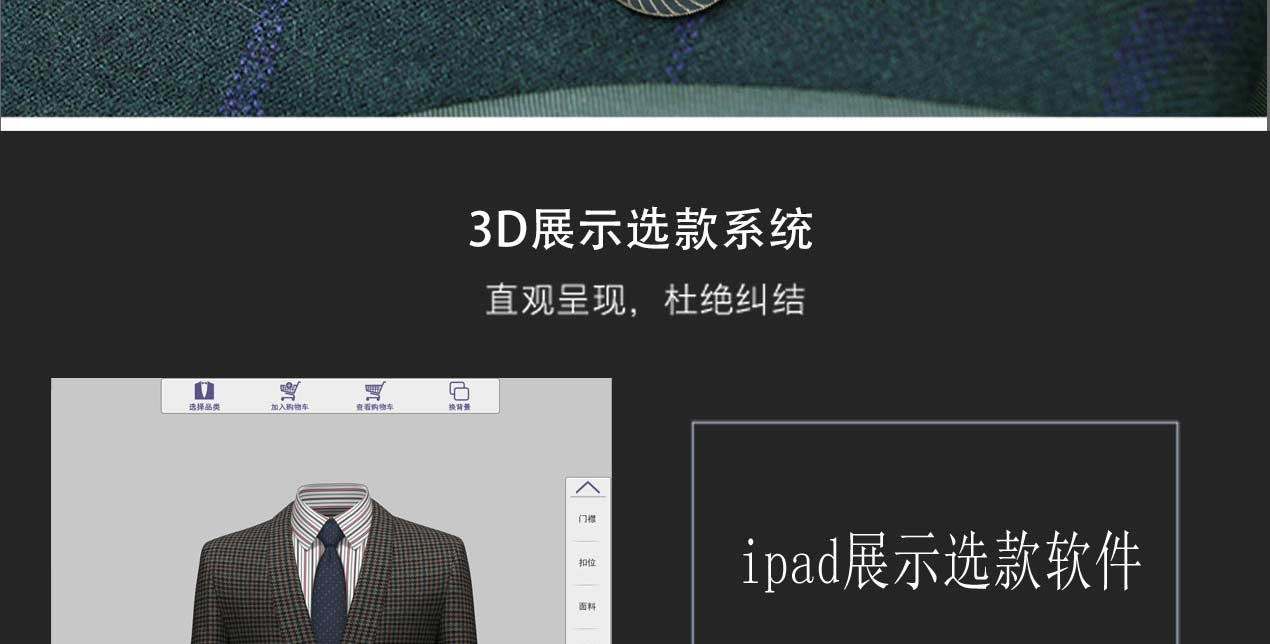 3D展示选款系统
直观呈现，杜绝纠结
选择品类 加入购物车 查看购物车 换背景
门襟
扣位
ipad展示选款软件
面料